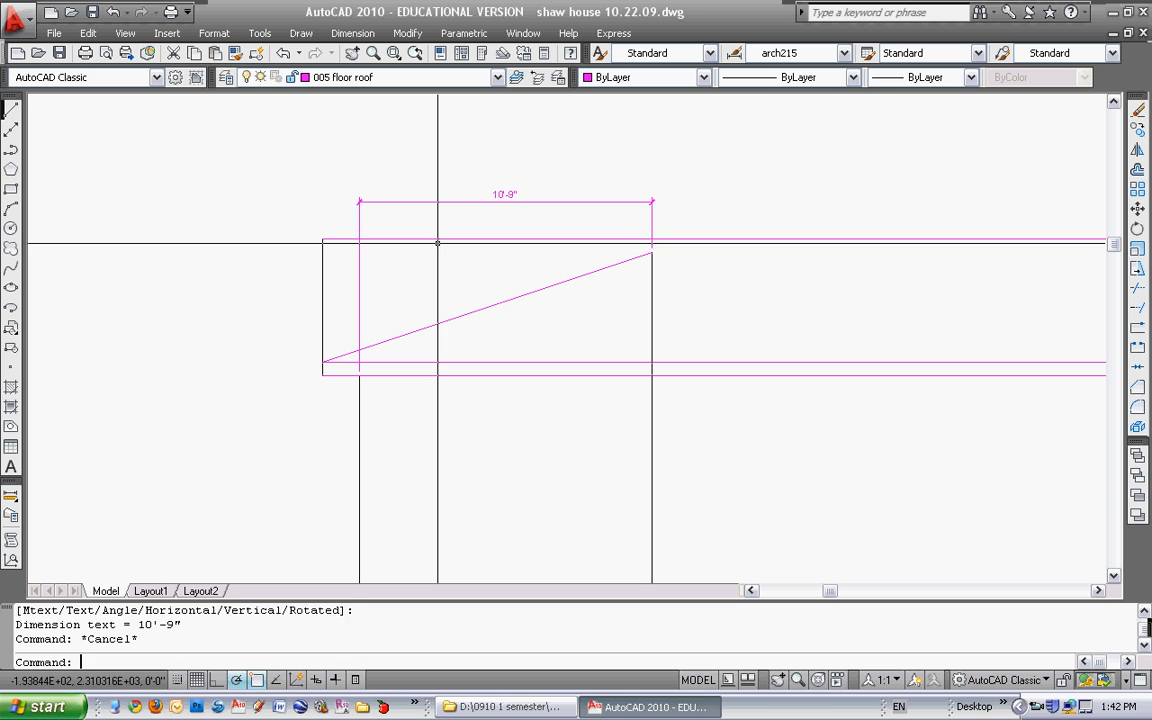 AutoCAD 2010 - EDUCATIONAL VERSION shaw house 10.22.09.dwg
Type a keyword or phrase
File Edit View Insert Format Tools Draw Dimension Modify Parametric Window Help Express
Standard arch215 Standard Standard
AutoCAD Classic 005 floor roof ByLayer ByLayer ByLayer ByColor
10'-9"
Model Layout1 Layout2
[Mtext/Text/Angle/Horizontal/Vertical/Rotated]:
Dimension text = 10'-9"
Command: *Cancel*
Command:
-1.93844E+02, 2.310316E+03, 0'-0" MODEL 1:1 AutoCAD Classic
start D:\0910 1 semester\... AutoCAD 2010 - EDU... EN Desktop 1:42 PM